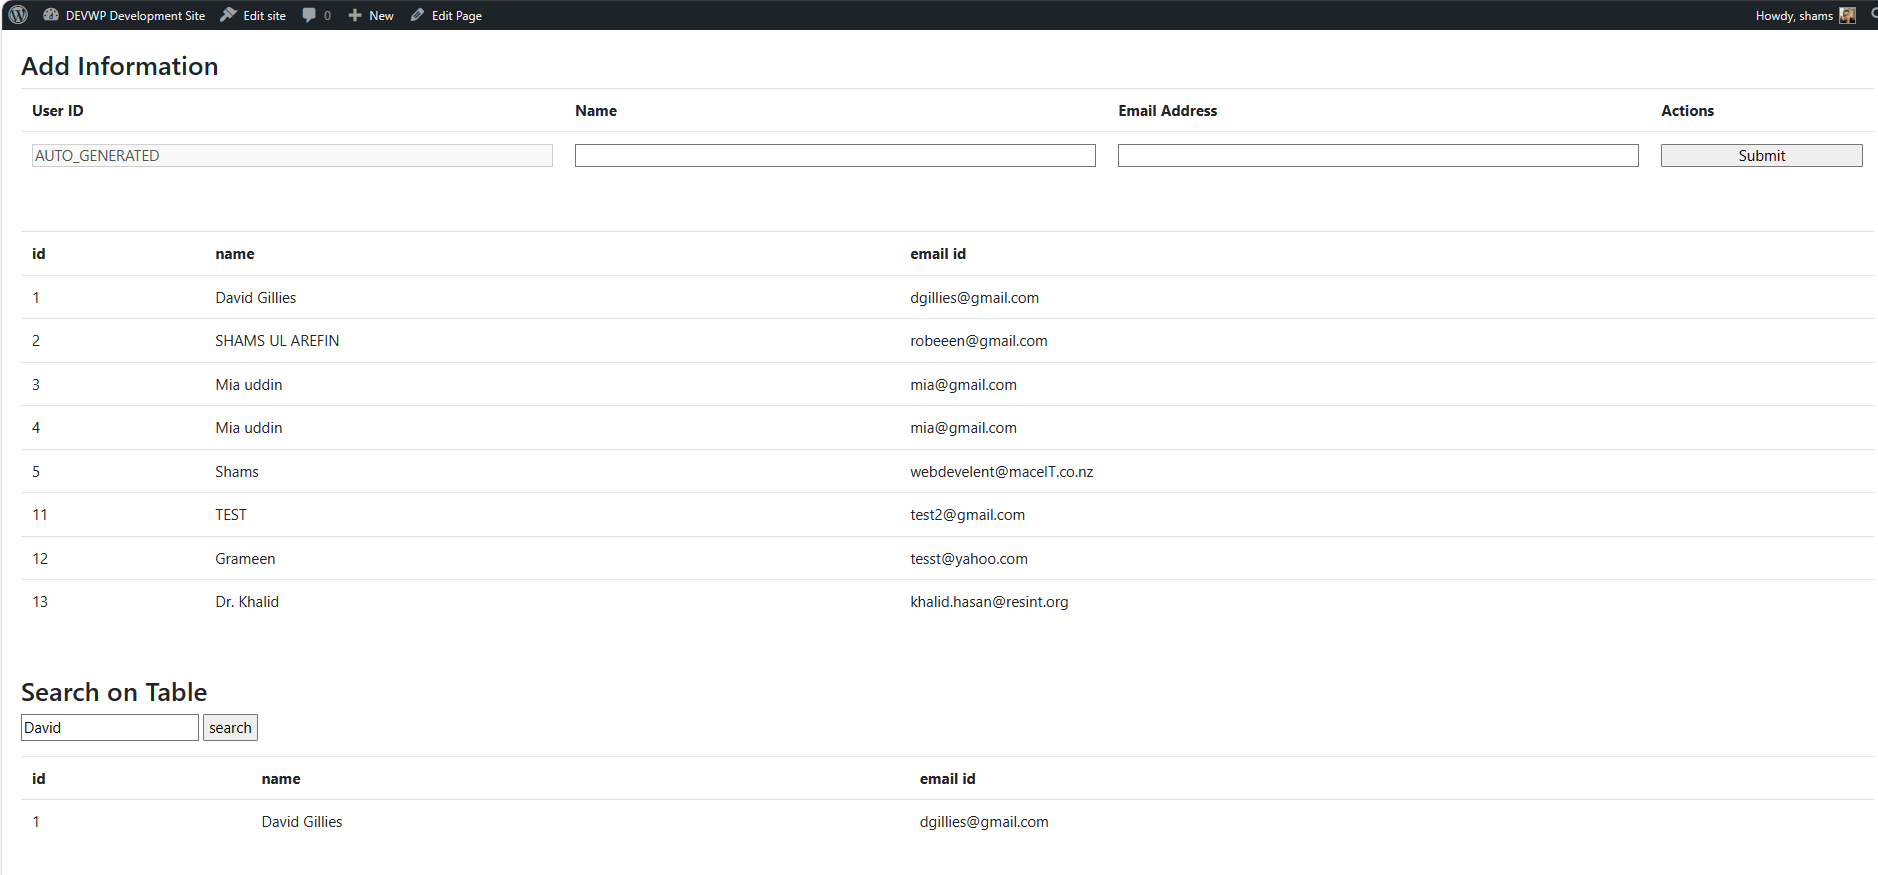 DEVWP Development Site Edit site 0 New Edit Page Howdy, shams
Add Information
User ID Name Email Address Actions
AUTO_GENERATED Submit
id name email id
1 David Gillies dgillies@gmail.com
2 SHAMS UL AREFIN robeeen@gmail.com
3 Mia uddin mia@gmail.com
4 Mia uddin mia@gmail.com
5 Shams webdevelent@maceIT.co.nz
11 TEST test2@gmail.com
12 Grameen tesst@yahoo.com
13 Dr. Khalid khalid.hasan@resint.org
Search on Table
David search
id name email id
1 David Gillies dgillies@gmail.com